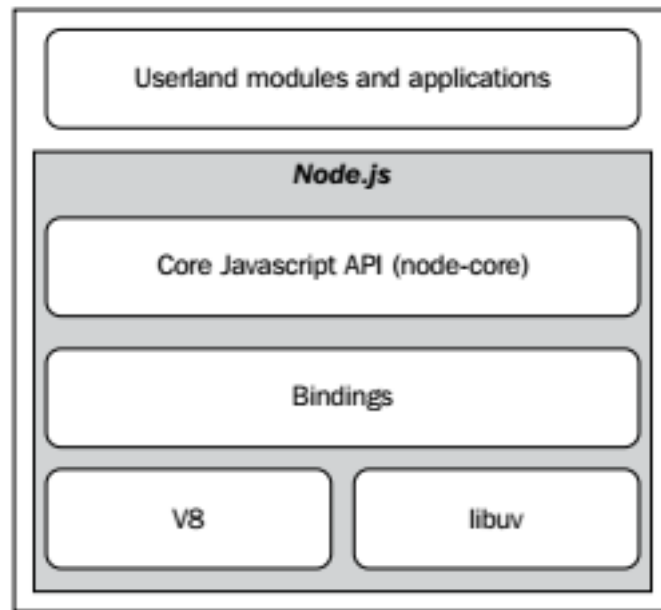 Userland modules and applications
Node.js
Core Javascript API (node-core)
Bindings
V8
libuv